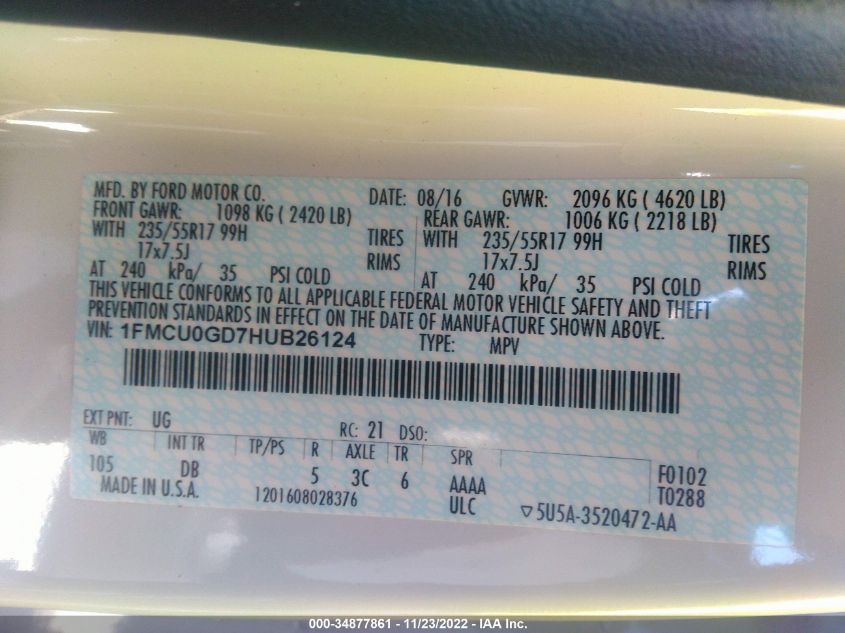 MFD. BY FORD MOTOR CO. DATE: 08/16 GVWR: 2096 KG ( 4620 LB)
FRONT GAWR: 1098 KG ( 2420 LB) REAR GAWR: 1006 KG ( 2218 LB)
WITH 235/55R17 99H TIRES WITH 235/55R17 99H TIRES
17x7.5J RIMS 17x7.5J RIMS
AT 240 kPa/ 35 PSI COLD AT 240 kPa/ 35 PSI COLD
THIS VEHICLE CONFORMS TO ALL APPLICABLE FEDERAL MOTOR VEHICLE SAFETY AND THEFT
PREVENTION STANDARDS IN EFFECT ON THE DATE OF MANUFACTURE SHOWN ABOVE.
VIN: 1FMCU0GD7HUB26124 TYPE: MPV
EXT PNT: UG RC: 21 DSO:
WB INT TR TP/PS R AXLE TR SPR
105 DB 5 3C 6 AAAA F0102
MADE IN U.S.A. 1201608028376 ULC T0288
▽5U5A-3520472-AA
000-34877861 - 11/23/2022 - IAA Inc.